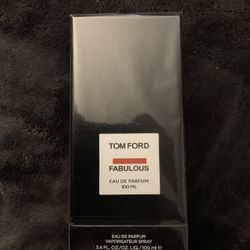 TOM FORD
FABULOUS
EAU DE PARFUM
100 ML
EAU DE PARFUM
VAPORISATEUR SPRAY
3.4 FL. OZ./OZ. LIQ./100 ml ℮